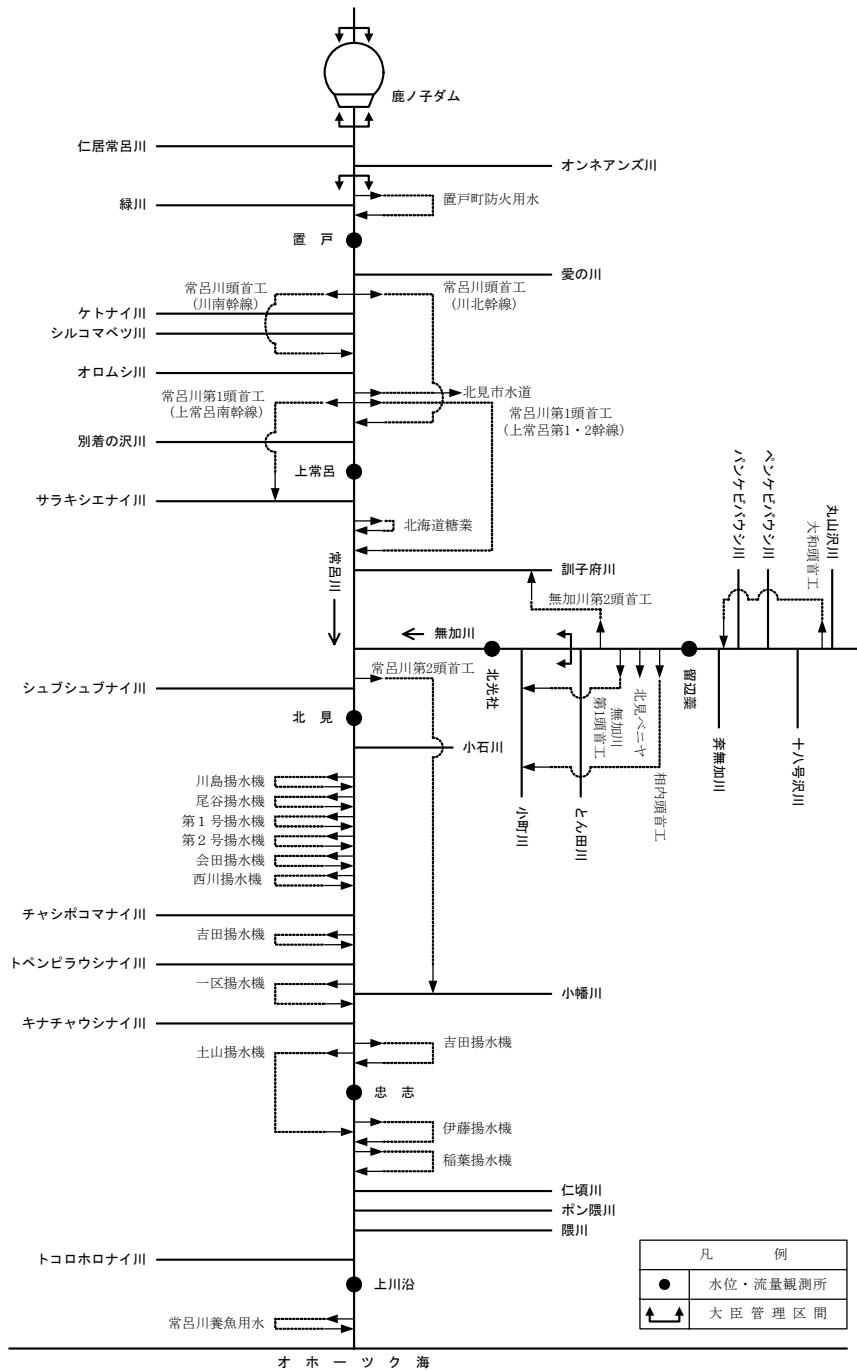 鹿ノ子ダム
仁居常呂川
オンネアンズ川
緑川
置戸町防火用水
置戸
愛の川
常呂川頭首工
(川南幹線)
常呂川頭首工
(川北幹線)
ケトナイ川
シルコマベツ川
オロムシ川
北見市水道
常呂川第1頭首工
(上常呂南幹線)
常呂川第1頭首工
(上常呂第1・2幹線)
別着の沢川
上常呂
サラキシエナイ川
北海道糖業
常呂川
訓子府川
無加川第2頭首工
パンケビバウシ川
ペンケビバウシ川
大和頭首工
丸山沢川
無加川
北光社
留辺蘂
常呂川第2頭首工
無加川
第1頭首工
北見ベニヤ
相内頭首工
奔無加川
十八号沢川
小町川
とん田川
シュブシュブナイ川
北見
小石川
川島揚水機
尾谷揚水機
第1号揚水機
第2号揚水機
会田揚水機
西川揚水機
チャシポコマナイ川
吉田揚水機
トペンピラウシナイ川
一区揚水機
小幡川
キナチャウシナイ川
吉田揚水機
土山揚水機
忠志
伊藤揚水機
稲葉揚水機
仁頃川
ポン隈川
隈川
トコロホロナイ川
上川沿
常呂川養魚用水
オホーツク海
凡例
水位・流量観測所
大臣管理区間